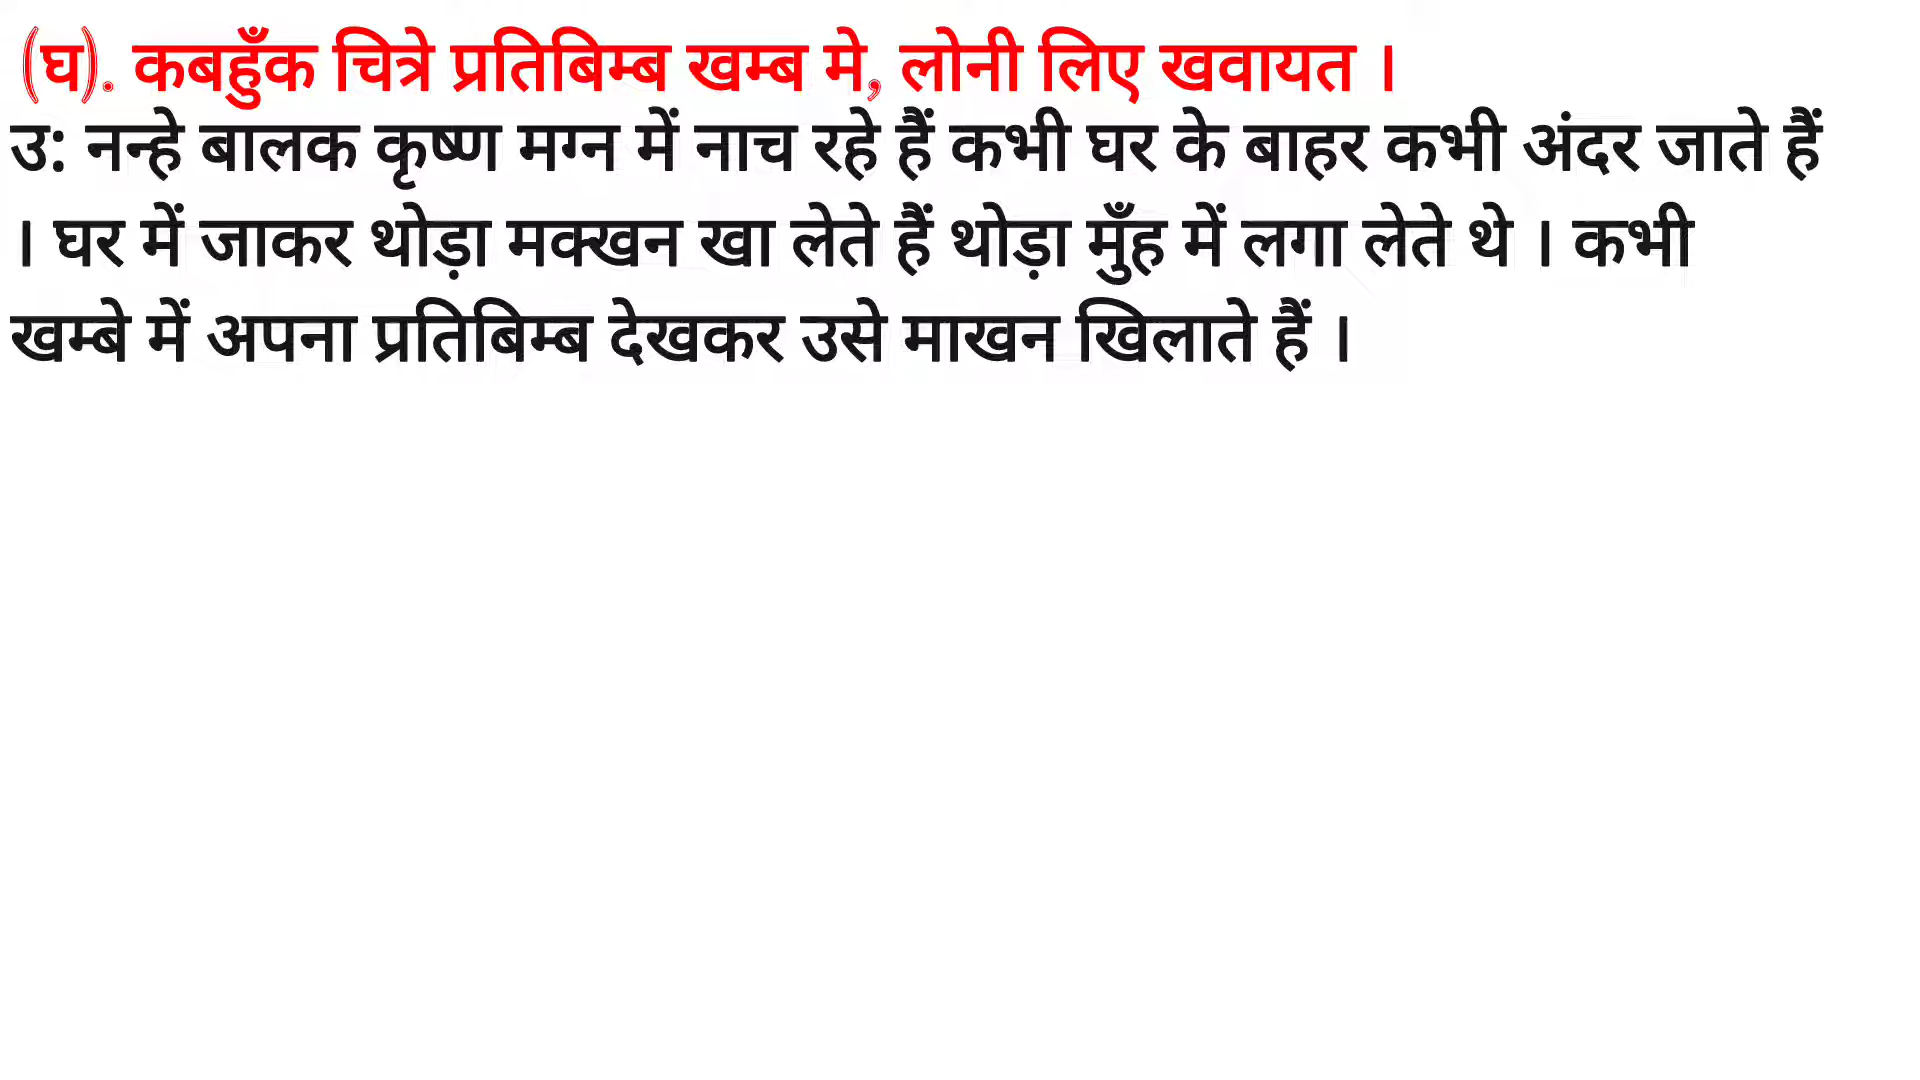 (घ). कबहुँक चित्रे प्रतिबिम्ब खम्ब मे, लोनी लिए खवायत ।
उ: नन्हे बालक कृष्ण मग्न में नाच रहे हैं कभी घर के बाहर कभी अंदर जाते हैं
। घर में जाकर थोड़ा मक्खन खा लेते हैं थोड़ा मुँह में लगा लेते थे । कभी
खम्बे में अपना प्रतिबिम्ब देखकर उसे माखन खिलाते हैं ।